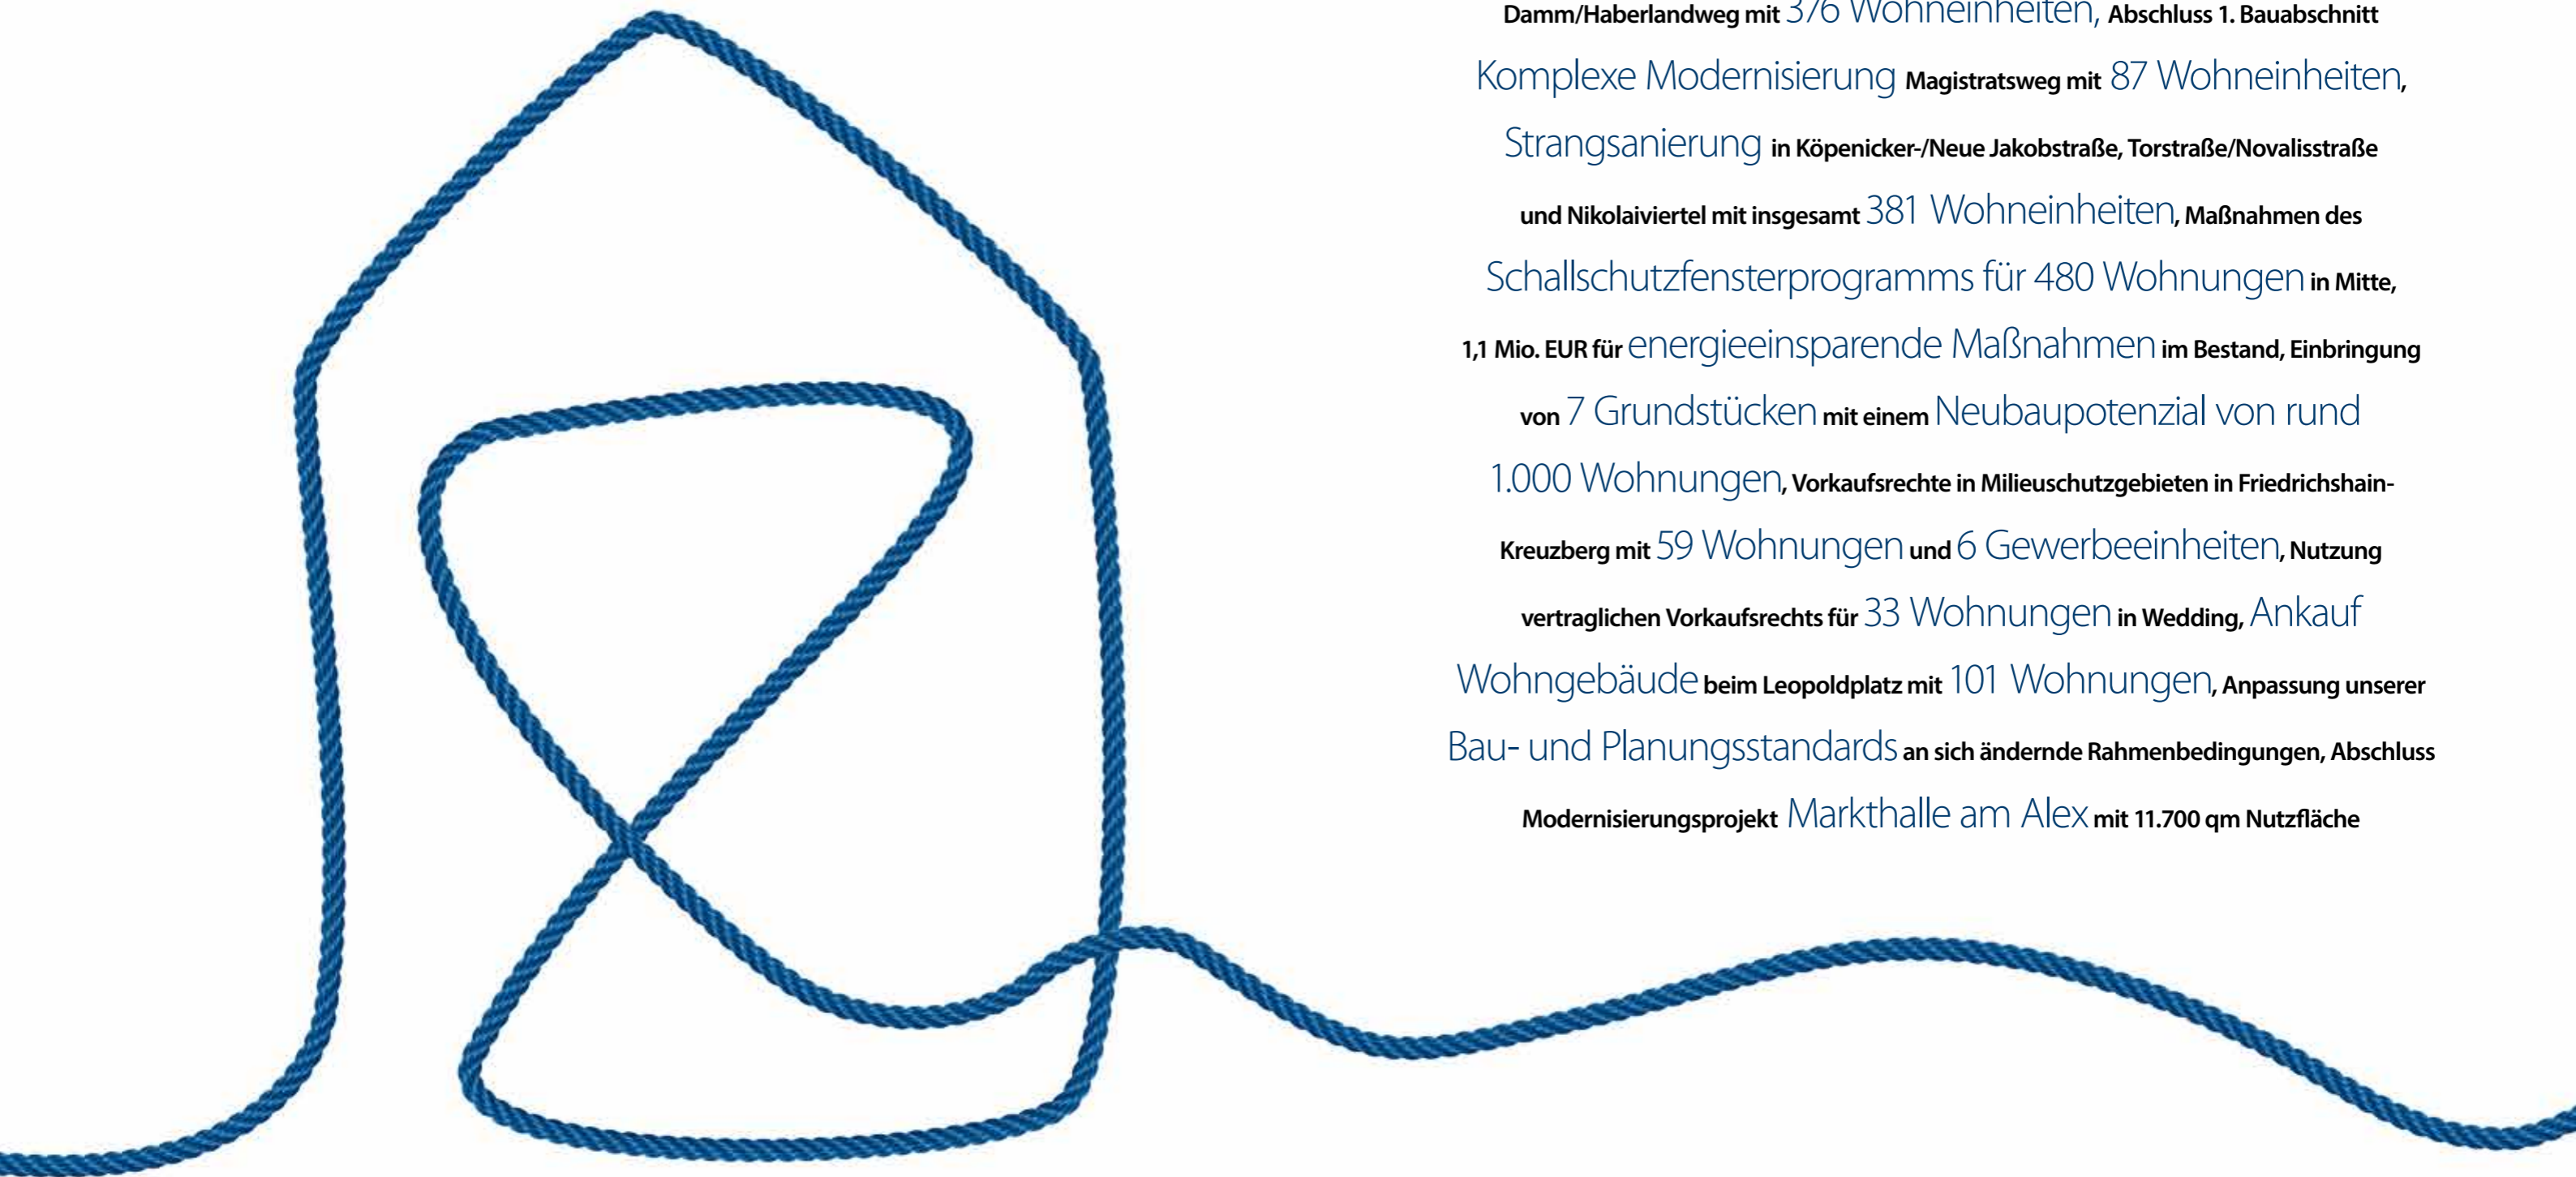 Damm/Haberlandweg mit 376 Wohneinheiten, Abschluss 1. Bauabschnitt
Komplexe Modernisierung Magistratsweg mit 87 Wohneinheiten,
Strangsanierung in Köpenicker-/Neue Jakobstraße, Torstraße/Novalisstraße
und Nikolaiviertel mit insgesamt 381 Wohneinheiten, Maßnahmen des
Schallschutzfensterprogramms für 480 Wohnungen in Mitte,
1,1 Mio. EUR für energieeinsparende Maßnahmen im Bestand, Einbringung
von 7 Grundstücken mit einem Neubaupotenzial von rund
1.000 Wohnungen, Vorkaufsrechte in Milieuschutzgebieten in Friedrichshain-
Kreuzberg mit 59 Wohnungen und 6 Gewerbeeinheiten, Nutzung
vertraglichen Vorkaufsrechts für 33 Wohnungen in Wedding, Ankauf
Wohngebäude beim Leopoldplatz mit 101 Wohnungen, Anpassung unserer
Bau- und Planungsstandards an sich ändernde Rahmenbedingungen, Abschluss
Modernisierungsprojekt Markthalle am Alex mit 11.700 qm Nutzfläche